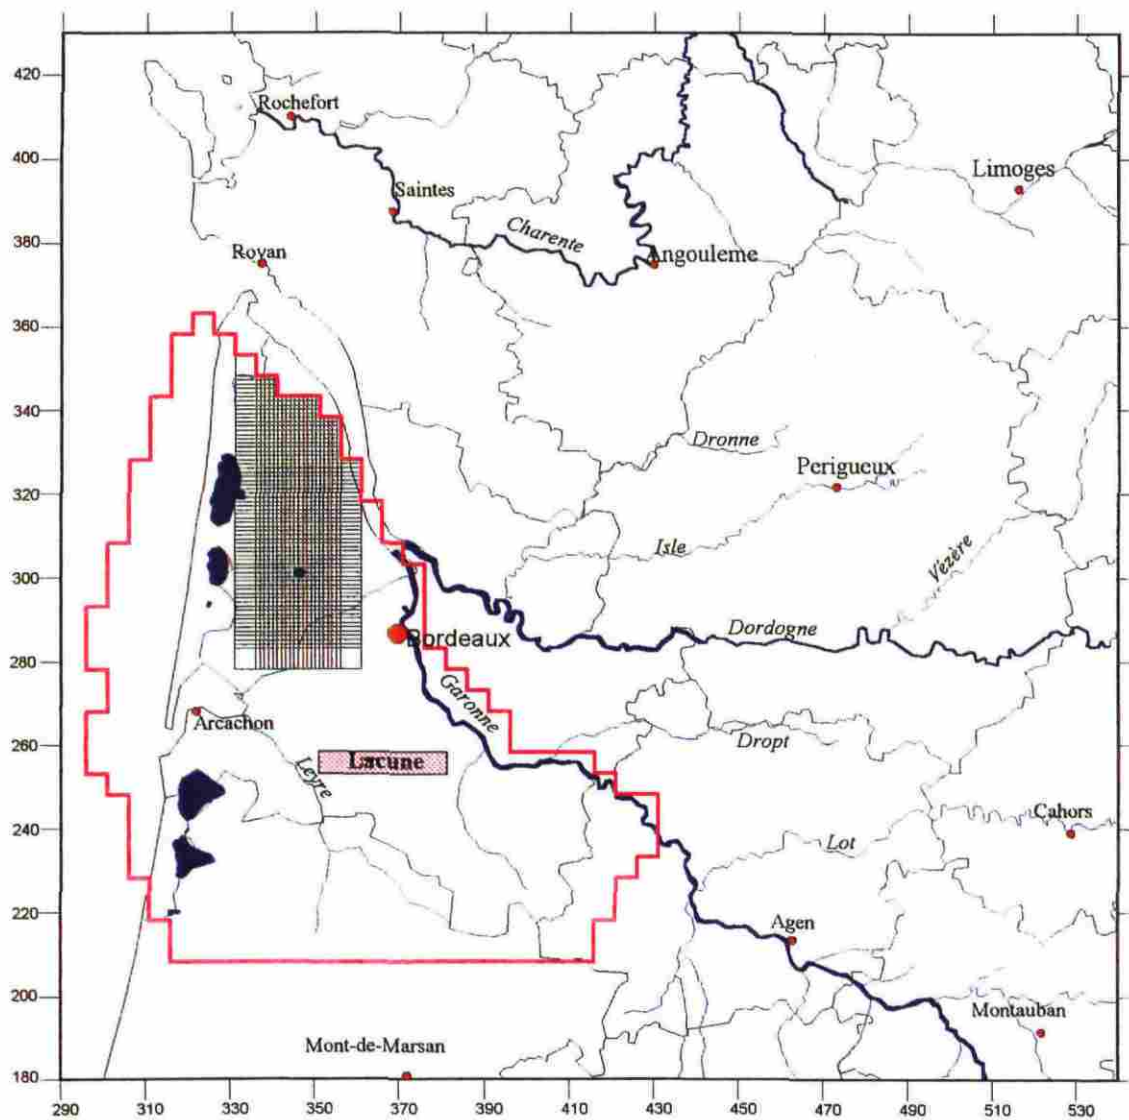 420
Rochefort
400
Limoges
Saintes
Charente
380
Royan
Angouleme
360
340
Dronne
Perigueux
320
Isle
Vézère
300
Bordeaux
Dordogne
280
Garonne
Arcachon
Dropt
260
Lacune
Leyre
Cahors
240
Lot
220
Agen
200
Montauban
Mont-de-Marsan
180
290 310 330 350 370 390 410 430 450 470 490 510 530